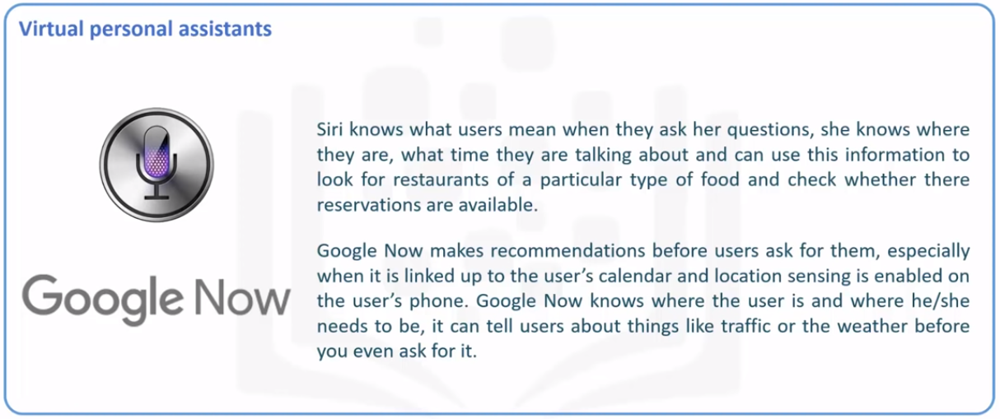 Virtual personal assistants
Siri knows what users mean when they ask her questions, she knows where
they are, what time they are talking about and can use this information to
look for restaurants of a particular type of food and check whether there
reservations are available.
Google Now
Google Now makes recommendations before users ask for them, especially
when it is linked up to the user's calendar and location sensing is enabled on
the user's phone. Google Now knows where the user is and where he/she
needs to be, it can tell users about things like traffic or the weather before
you even ask for it.